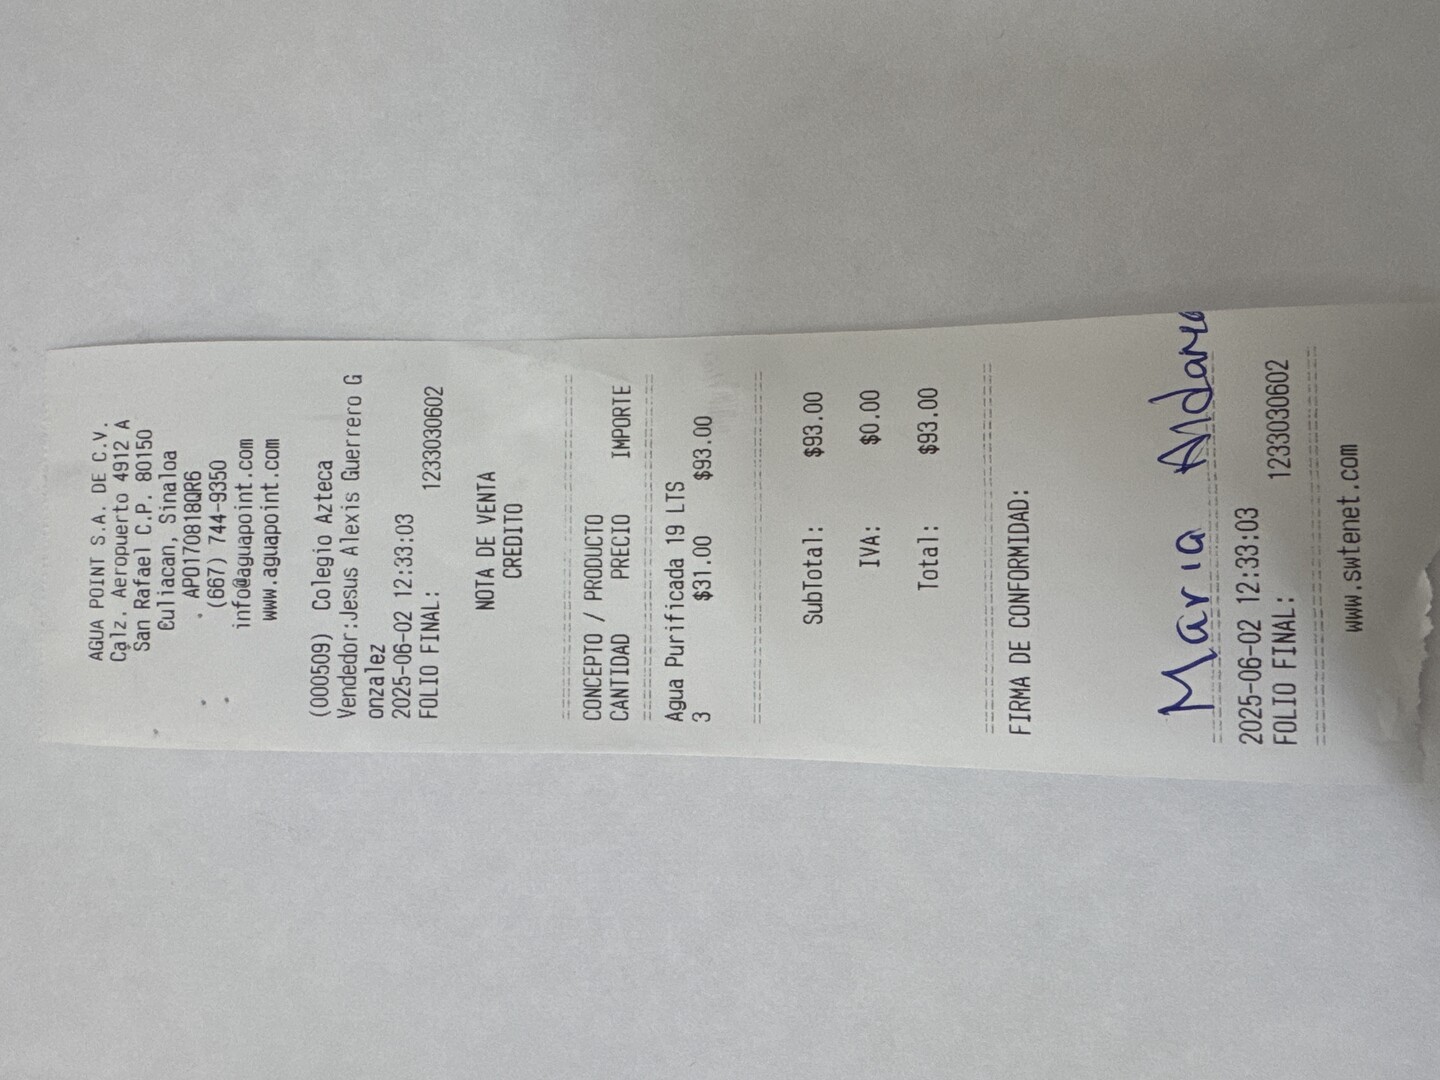 AGUA POINT S.A. DE C.V.
Calz. Aeropuerto 4912 A
San Rafael C.P. 80150
Culiacan, Sinaloa
APO170818QR6
(667) 744-9350
info@aguapoint.com
www.aguapoint.com
(000509) Colegio Azteca
Vendedor:Jesus Alexis Guerrero G
onzalez
2025-06-02 12:33:03
FOLIO FINAL: 1233030602
NOTA DE VENTA
CREDITO
CONCEPTO / PRODUCTO
CANTIDAD PRECIO IMPORTE
Agua Purificada 19 LTS
3 $31.00 $93.00
SubTotal: $93.00
IVA: $0.00
Total: $93.00
FIRMA DE CONFORMIDAD:
Maria
2025-06-02 12:33:03
FOLIO FINAL: 1233030602
www.swtenet.com